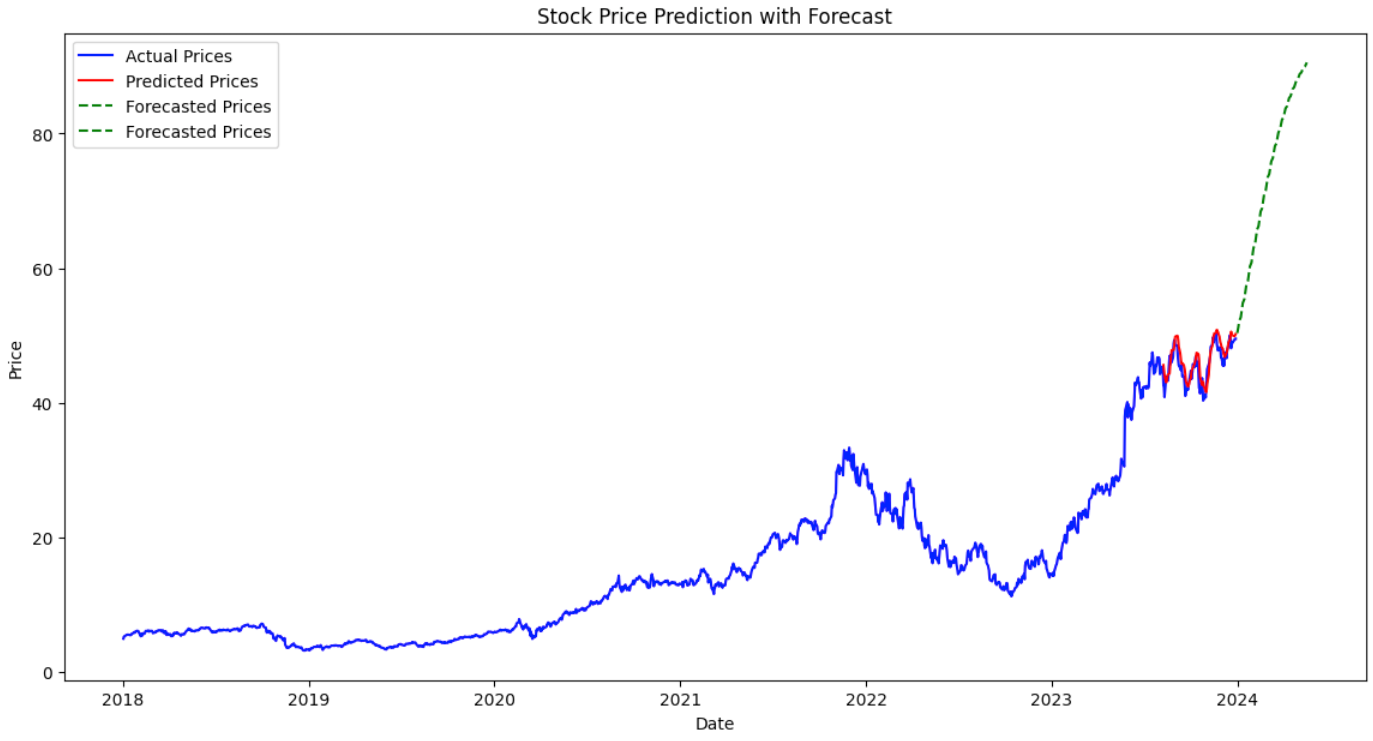 Stock Price Prediction with Forecast
Actual Prices
Predicted Prices
Forecasted Prices
Forecasted Prices
80
60
40
20
0
Price
2018 2019 2020 2021 2022 2023 2024
Date